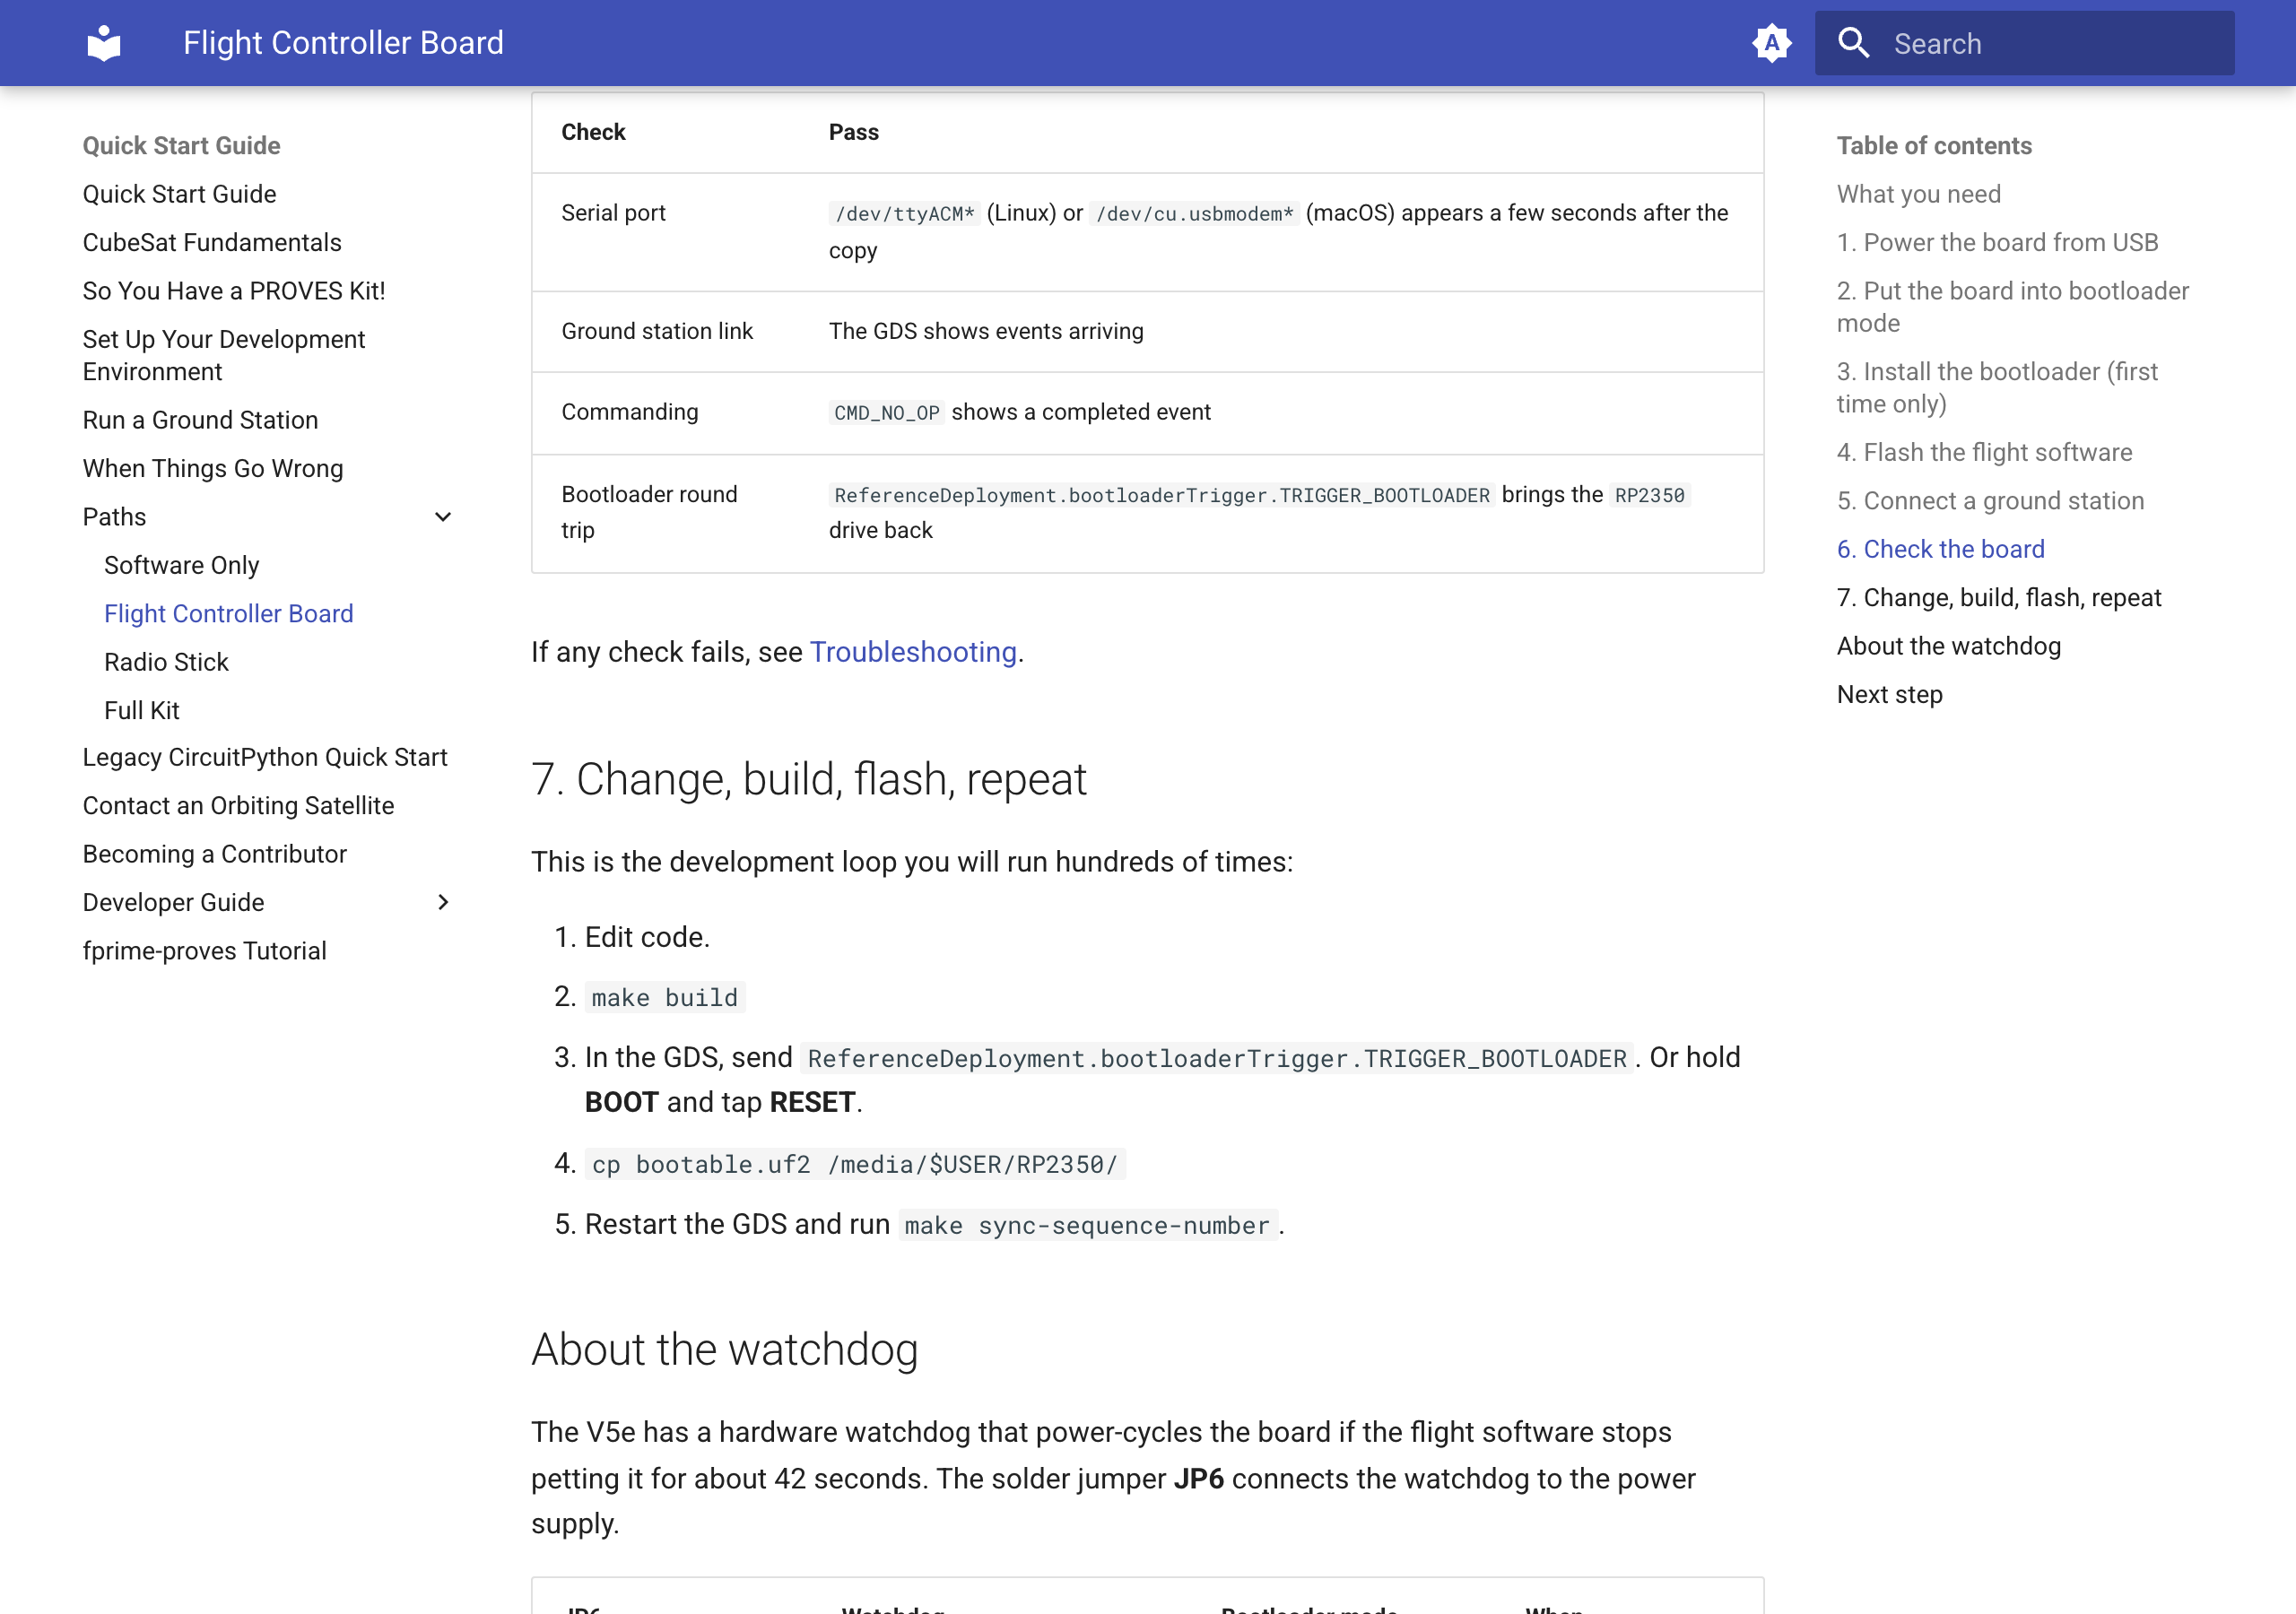 Flight Controller Board
A
Search
Quick Start Guide
Quick Start Guide
CubeSat Fundamentals
So You Have a PROVES Kit!
Set Up Your Development
Environment
Run a Ground Station
When Things Go Wrong
Paths
Software Only
Flight Controller Board
Radio Stick
Full Kit
Legacy CircuitPython Quick Start
Contact an Orbiting Satellite
Becoming a Contributor
Developer Guide
fprime-proves Tutorial
Check Pass
Serial port /dev/ttyACM* (Linux) or /dev/cu.usbmodem* (macOS) appears a few seconds after the
copy
Ground station link The GDS shows events arriving
Commanding CMD_NO_OP shows a completed event
Bootloader round ReferenceDeployment.bootloaderTrigger.TRIGGER_BOOTLOADER brings the RP2350
trip drive back
If any check fails, see Troubleshooting.
7. Change, build, flash, repeat
This is the development loop you will run hundreds of times:
1. Edit code.
2. make build
3. In the GDS, send ReferenceDeployment.bootloaderTrigger.TRIGGER_BOOTLOADER. Or hold
BOOT and tap RESET.
4. cp bootable.uf2 /media/$USER/RP2350/
5. Restart the GDS and run make sync-sequence-number.
About the watchdog
The V5e has a hardware watchdog that power-cycles the board if the flight software stops
petting it for about 42 seconds. The solder jumper JP6 connects the watchdog to the power
supply.
JP6 Watchdog Bootloader mode When
Table of contents
What you need
1. Power the board from USB
2. Put the board into bootloader
mode
3. Install the bootloader (first
time only)
4. Flash the flight software
5. Connect a ground station
6. Check the board
7. Change, build, flash, repeat
About the watchdog
Next step